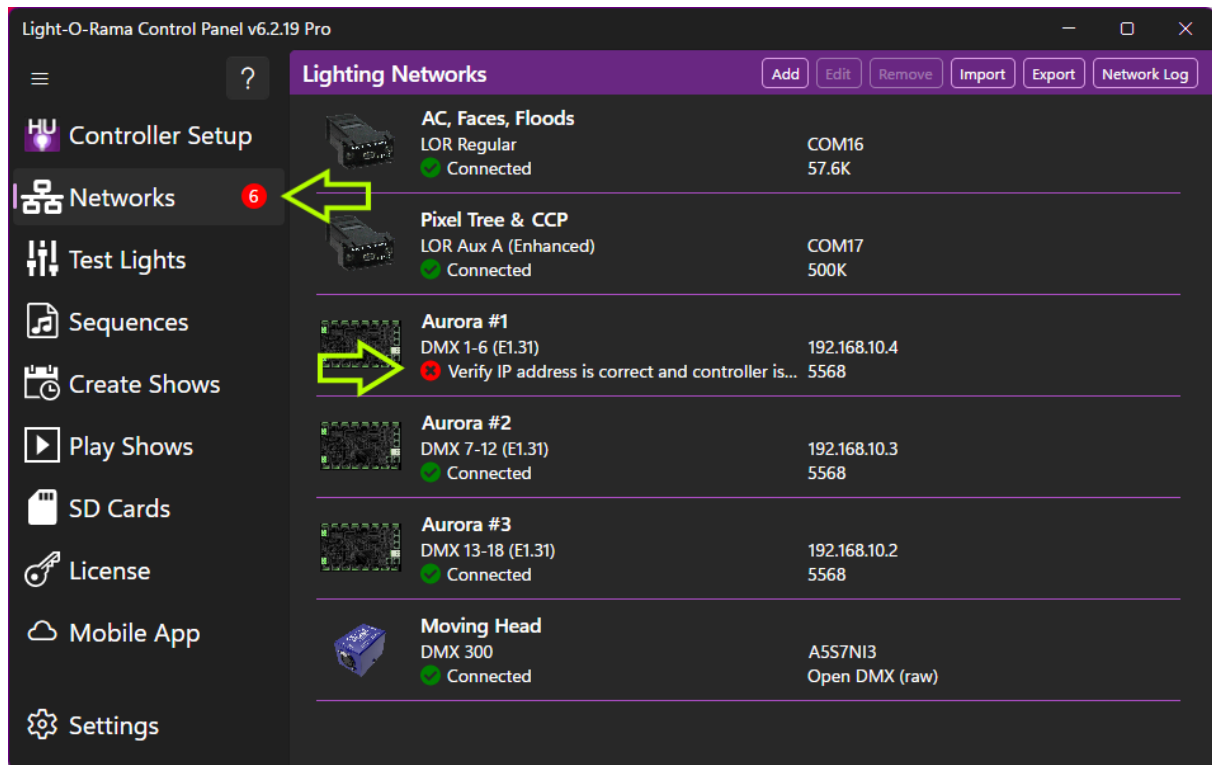 Light-O-Rama Control Panel v6.2.19 Pro
?
Lighting Networks
Add Edit Remove Import Export Network Log
HU Controller Setup
Networks 6
Test Lights
Sequences
Create Shows
Play Shows
SD Cards
License
Mobile App
Settings
AC, Faces, Floods
LOR Regular COM16
Connected 57.6K
Pixel Tree & CCP
LOR Aux A (Enhanced) COM17
Connected 500K
Aurora #1
DMX 1-6 (E1.31) 192.168.10.4
Verify IP address is correct and controller is... 5568
Aurora #2
DMX 7-12 (E1.31) 192.168.10.3
Connected 5568
Aurora #3
DMX 13-18 (E1.31) 192.168.10.2
Connected 5568
Moving Head
DMX 300 A5S7NI3
Connected Open DMX (raw)